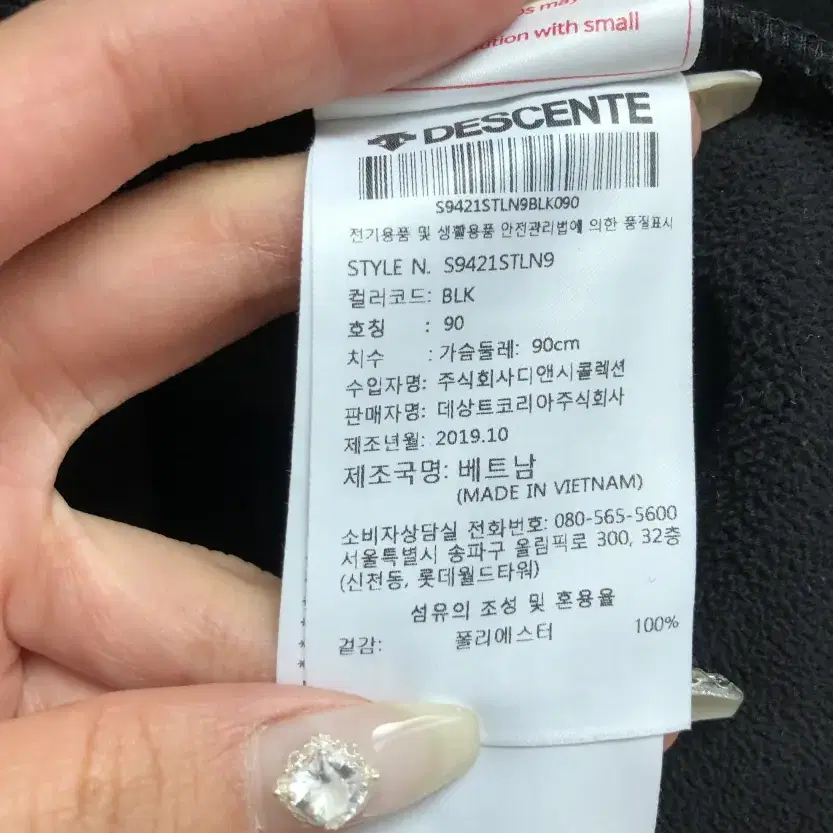 may
with small
DESCENTE
S9421STLN9BLK090
전기용품 및 생활용품 안전관리법에 의한 품질표시
STYLE N. S9421STLN9
컬러코드: BLK
호칭 : 90
치수 : 가슴둘레: 90cm
수입자명: 주식회사디앤시콜렉션
판매자명: 데상트코리아주식회사
제조년월: 2019.10
제조국명: 베트남
(MADE IN VIETNAM)
소비자상담실 전화번호: 080-565-5600
서울특별시 송파구 올림픽로 300, 32층
(신천동, 롯데월드타워)
섬유의 조성 및 혼용율
겉감: 폴리에스터 100%